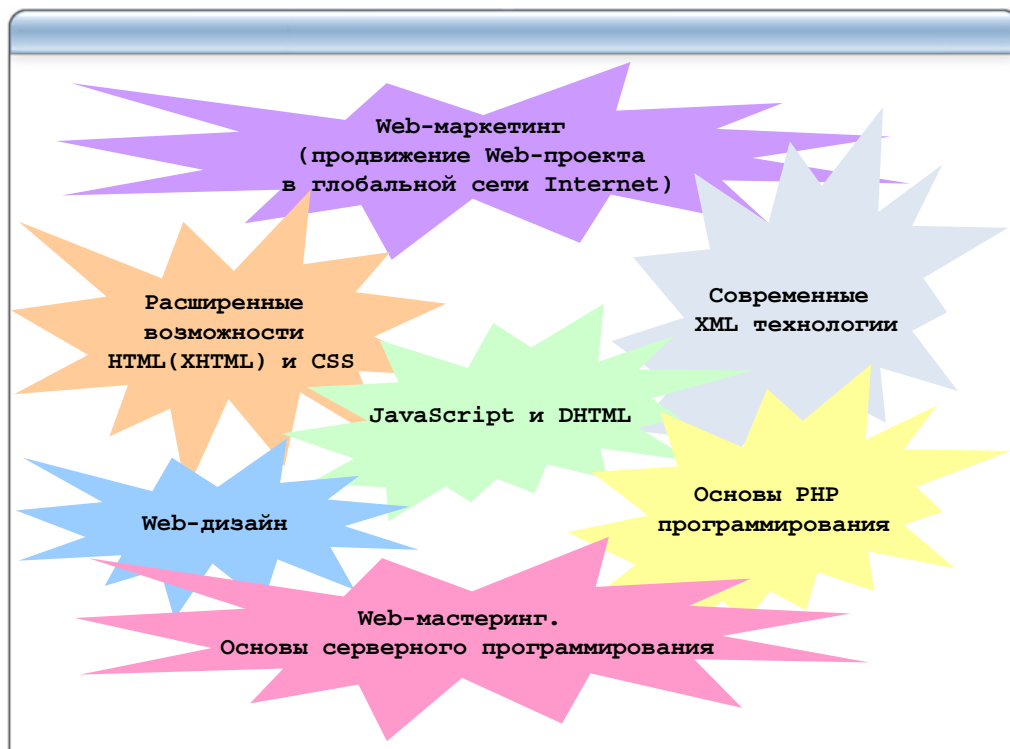 Web-маркетинг
(продвижение Web-проекта
в глобальной сети Internet)
Расширенные
возможности
HTML(XHTML) и CSS
Современные
XML технологии
JavaScript и DHTML
Web-дизайн
Основы PHP
программирования
Web-мастеринг.
Основы серверного программирования